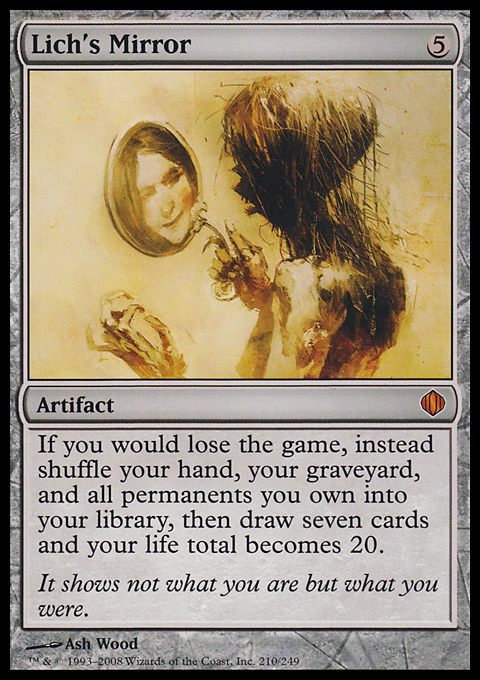 Lich's Mirror 5
Artifact
If you would lose the game, instead
shuffle your hand, your graveyard,
and all permanents you own into
your library, then draw seven cards
and your life total becomes 20.
It shows not what you are but what you
were.
Ash Wood
™ & © 1993–2008 Wizards of the Coast, Inc. 210/249